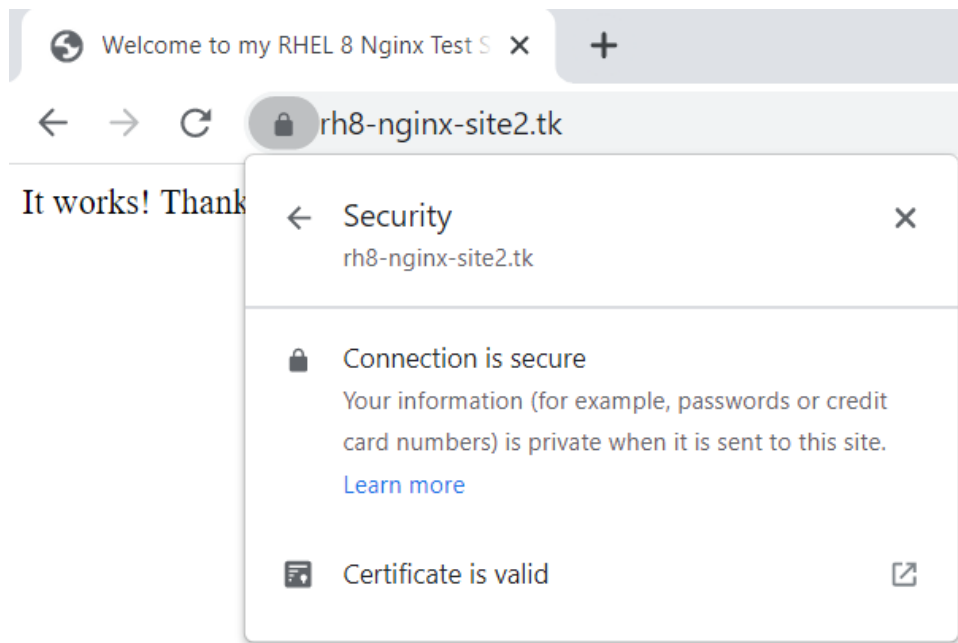 Welcome to my RHEL 8 Nginx Test S
rh8-nginx-site2.tk
It works! Thank
Security
rh8-nginx-site2.tk
Connection is secure
Your information (for example, passwords or credit
card numbers) is private when it is sent to this site.
Learn more
Certificate is valid